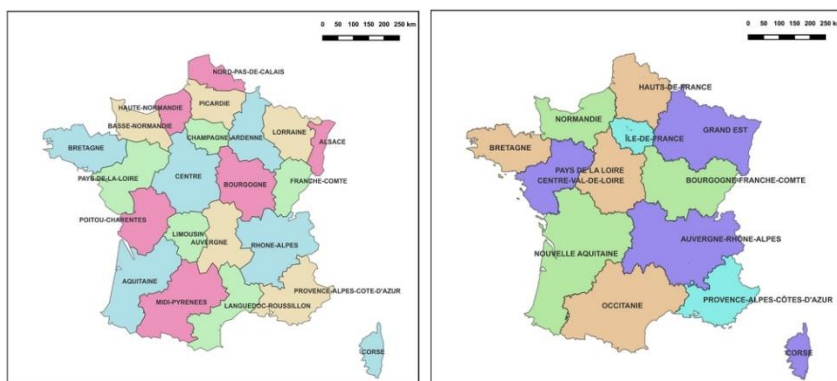 0 50 100 150 200 250 km
NORD-PAS-DE-CALAIS
HAUTE-NORMANDIE
PICARDIE
BASSE-NORMANDIE
CHAMPAGNE-ARDENNE
LORRAINE
ALSACE
BRETAGNE
PAYS-DE-LA-LOIRE
CENTRE
BOURGOGNE
FRANCHE-COMTE
POITOU-CHARENTES
LIMOUSIN
AUVERGNE
RHONE-ALPES
AQUITAINE
MIDI-PYRENEES
LANGUEDOC-ROUSSILLON
PROVENCE-ALPES-COTE-D'AZUR
CORSE
0 50 100 150 200 250 km
HAUTS-DE-FRANCE
NORMANDIE
ÎLE-DE-FRANCE
GRAND EST
BRETAGNE
PAYS DE LA LOIRE
CENTRE-VAL-DE-LOIRE
BOURGOGNE-FRANCHE-COMTE
NOUVELLE AQUITAINE
AUVERGNE-RHÔNE-ALPES
OCCITANIE
PROVENCE-ALPES-CÔTES-D'AZUR
CORSE